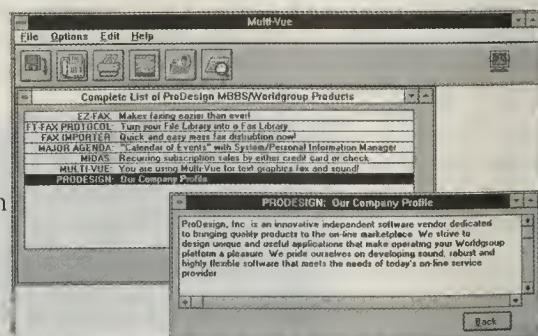 Multi-Vue
File Options Edit Help
Complete List of ProDesign MBBS/Worldgroup Products
EZ-FAX: Makes faxing easier than ever!
FT-FAX PROTOCOL: Turn your File Library into a Fax Library
FAX IMPORTER: Quick and easy mass fax distribution now!
MAJOR AGENDA: "Calendar of Events" with System/Personal Information Manager
MIDAS: Recurring subscription sales by either credit card or check
MULTI-VUE: You are using Multi-Vue for text graphics fax and sound!
PRODESIGN: Our Company Profile
PRODESIGN: Our Company Profile
ProDesign, Inc. is an innovative independent software vendor dedicated
to bringing quality products to the on-line marketplace. We strive to
design unique and useful applications that make operating your Worldgroup
platform a pleasure. We pride ourselves on developing sound, robust and
highly flexible software that meets the needs of today's on-line service
provider
Back